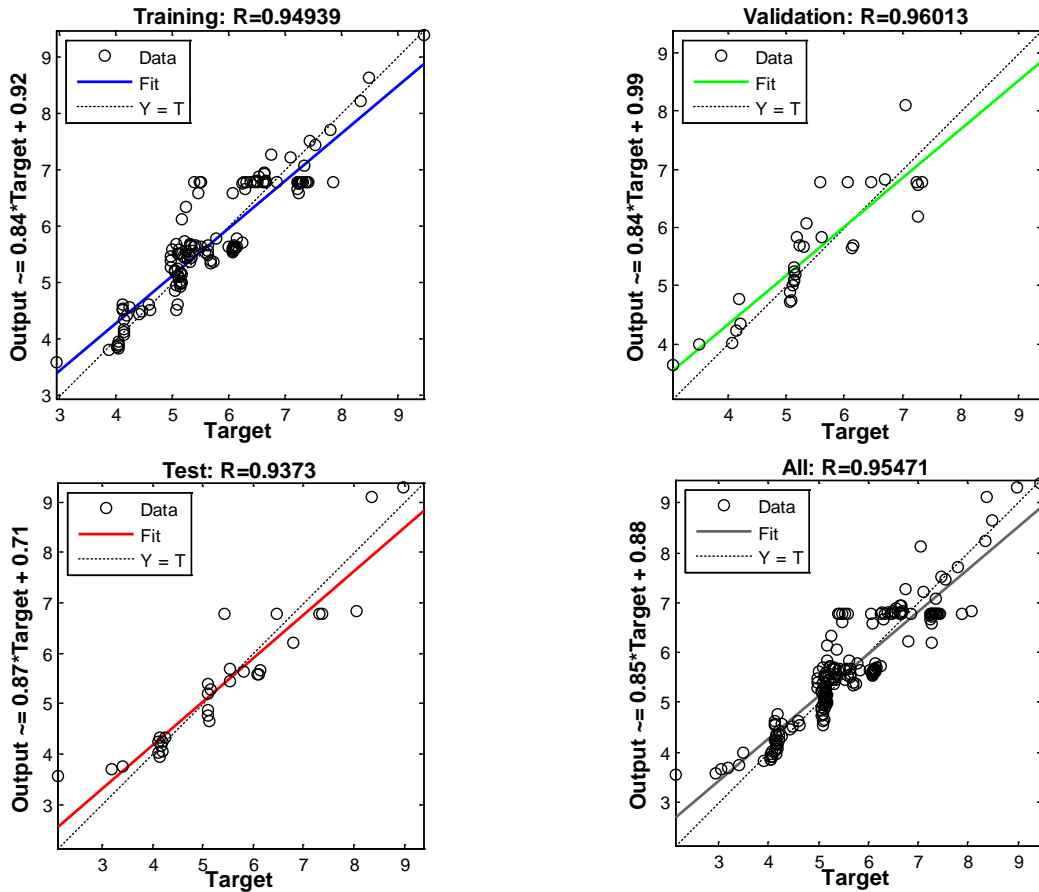 Training: R=0.94939
Output ~= 0.84*Target + 0.92
9
8
7
6
5
4
3
Data
Fit
Y = T
3 4 5 6 7 8 9
Target
Validation: R=0.96013
Output ~= 0.84*Target + 0.99
9
8
7
6
5
4
Data
Fit
Y = T
4 5 6 7 8 9
Target
Test: R=0.9373
Output ~= 0.87*Target + 0.71
9
8
7
6
5
4
3
Data
Fit
Y = T
3 4 5 6 7 8 9
Target
All: R=0.95471
Output ~= 0.85*Target + 0.88
9
8
7
6
5
4
3
Data
Fit
Y = T
3 4 5 6 7 8 9
Target